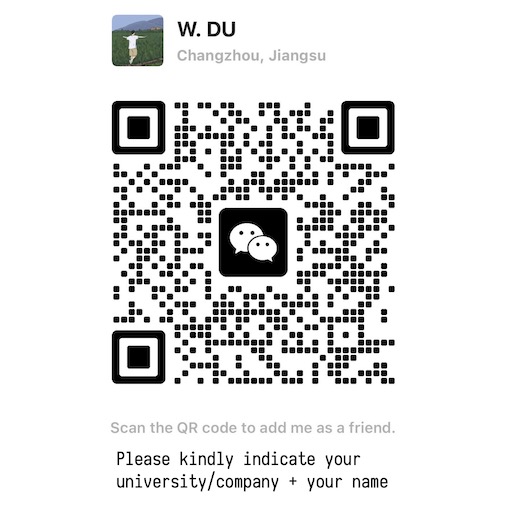 W. DU
Changzhou, Jiangsu
Scan the QR code to add me as a friend.
Please kindly indicate your
university/company + your name